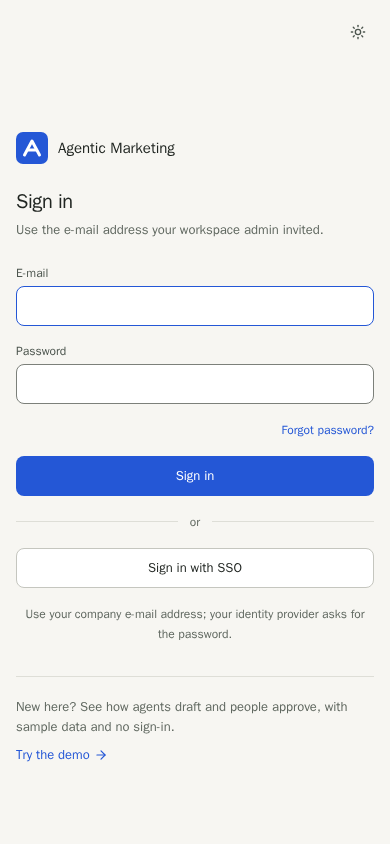 Agentic Marketing
Sign in
Use the e-mail address your workspace admin invited.
E-mail
Password
Forgot password?
Sign in
or
Sign in with SSO
Use your company e-mail address; your identity provider asks for
the password.
New here? See how agents draft and people approve, with
sample data and no sign-in.
Try the demo →